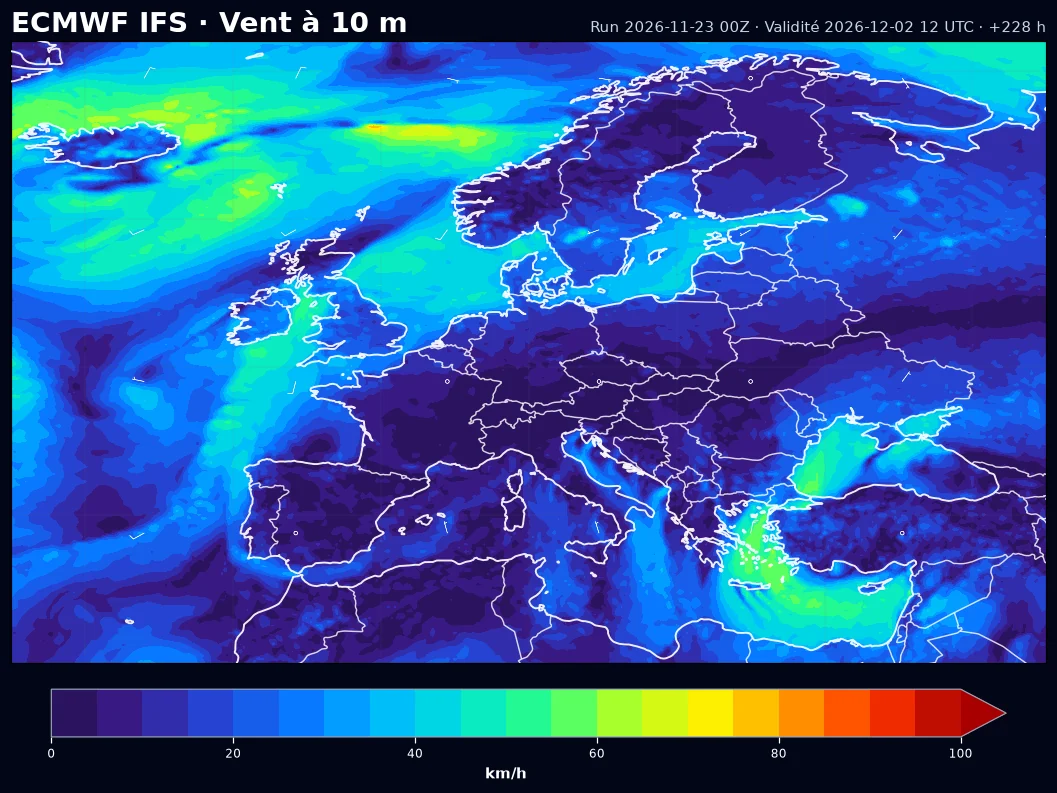 ECMWF IFS · Vent à 10 m
Run 2026-11-23 00Z · Validité 2026-12-02 12 UTC · +228 h
0 20 40 60 80 100
km/h